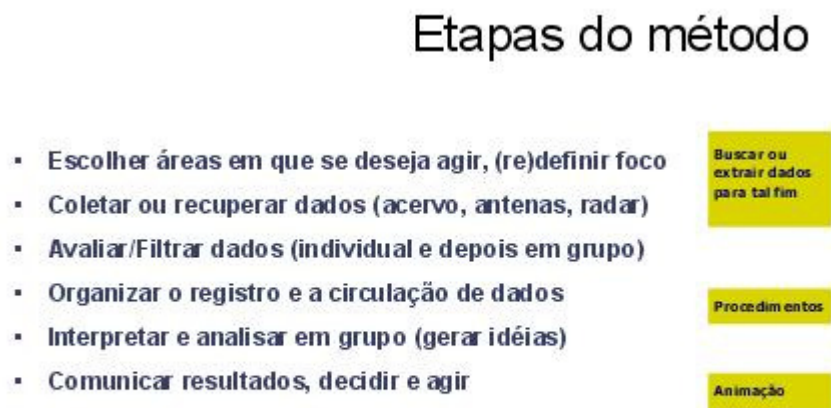 Etapas do método
▪ Escolher áreas em que se deseja agir, (re)definir foco
▪ Coletar ou recuperar dados (acervo, antenas, radar)
▪ Avaliar/Filtrar dados (individual e depois em grupo)
▪ Organizar o registro e a circulação de dados
▪ Interpretar e analisar em grupo (gerar idéias)
▪ Comunicar resultados, decidir e agir
Buscar ou
extrair dados
para tal fim
Procedimentos
Animação